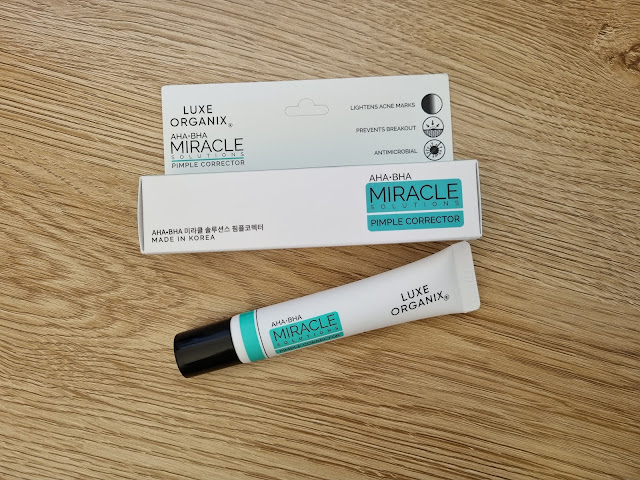 LUXE
ORGANIX®
AHA•BHA
MIRACLE
SOLUTIONS
PIMPLE CORRECTOR
LIGHTENS ACNE MARKS
PREVENTS BREAKOUT
ANTIMICROBIAL
AHA•BHA
MIRACLE
SOLUTIONS
PIMPLE CORRECTOR
AHA•BHA 미라클 솔루션스 핌플코렉터
MADE IN KOREA
AHA•BHA
MIRACLE
SOLUTIONS
PIMPLE CORRECTOR
LUXE
ORGANIX®